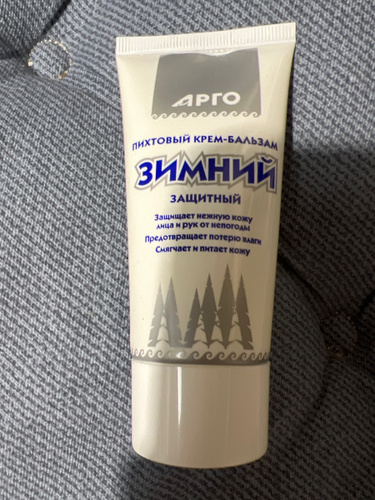 АРГО
ПИХТОВЫЙ КРЕМ-БАЛЬЗАМ
ЗИМНИЙ
ЗАЩИТНЫЙ
Защищает нежную кожу
лица и рук от непогоды
Предотвращает потерю влаги
Смягчает и питает кожу